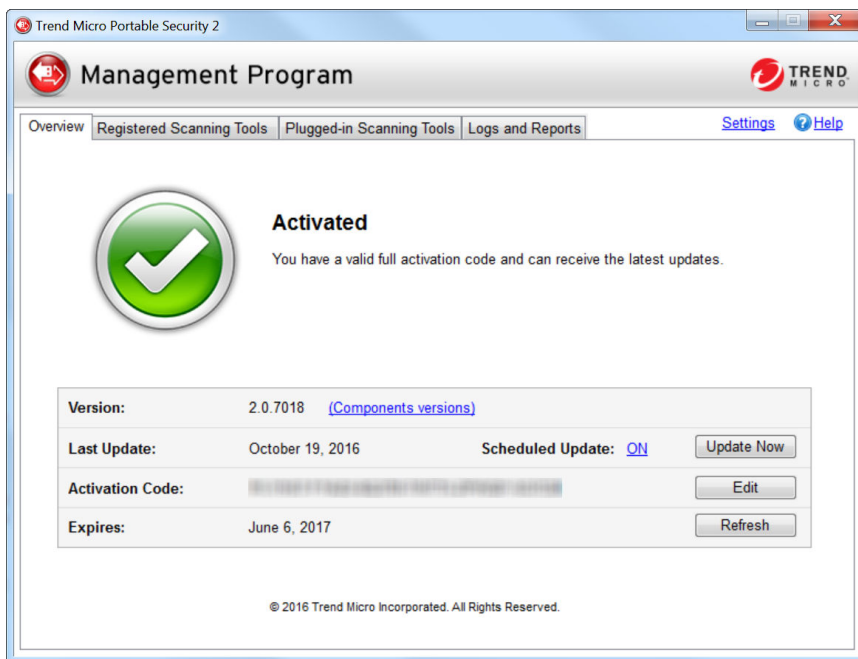 Trend Micro Portable Security 2
Management Program
TREND
MICRO
Overview Registered Scanning Tools Plugged-in Scanning Tools Logs and Reports Settings Help
Activated
You have a valid full activation code and can receive the latest updates.
Version: 2.0.7018 (Components versions)
Last Update: October 19, 2016 Scheduled Update: ON Update Now
Activation Code: Edit
Expires: June 6, 2017 Refresh
© 2016 Trend Micro Incorporated. All Rights Reserved.